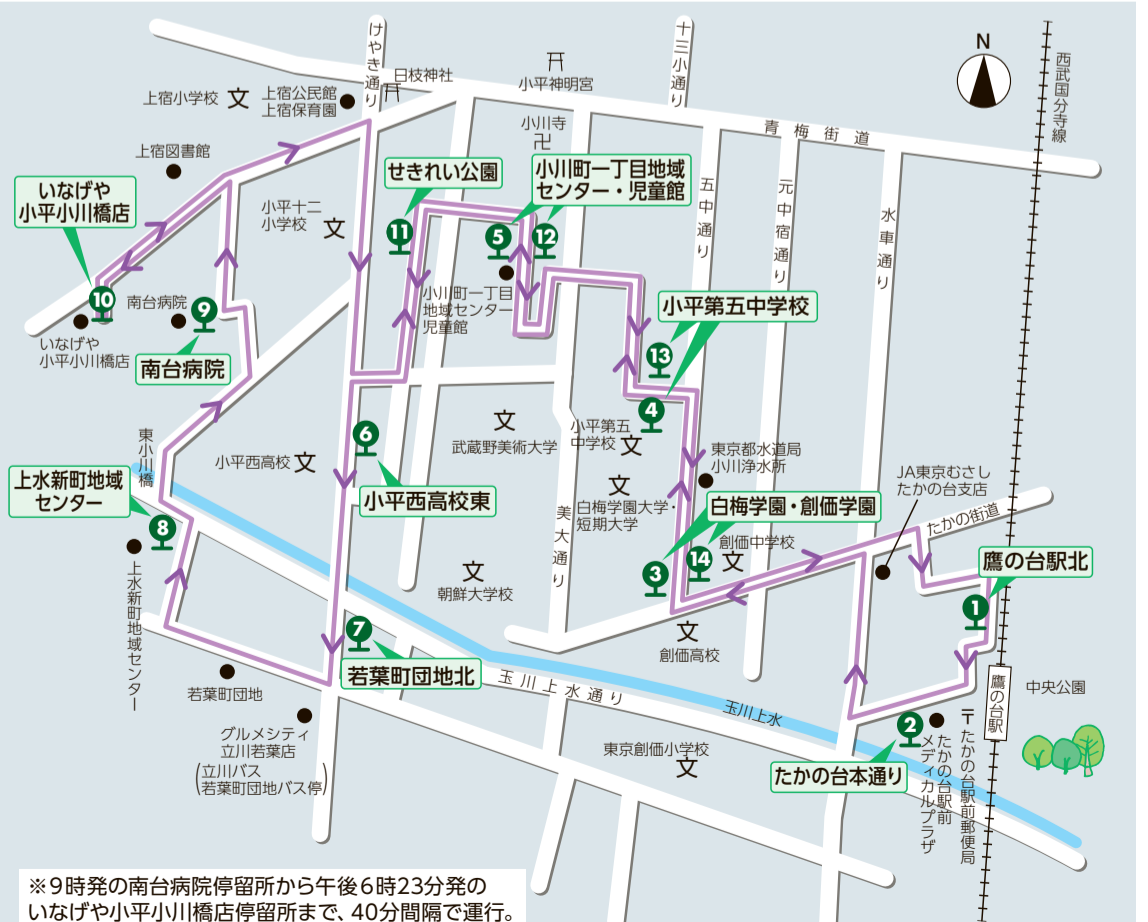 けやき通り
十三小通り
N
西武国分寺線
日枝神社
小平神明宮
上宿小学校
文
上宿公民館
上宿保育園
青梅街道
小川寺
上宿図書館
せきれい公園
小川町一丁目地域
センター・児童館
いなげや
小平小川橋店
小平十二
小学校
文
五中通り
元中宿通り
水車通り
11
5
12
小川町一丁目
地域センター
児童館
10
南台病院
9
いなげや
小平小川橋店
南台病院
小平第五中学校
13
4
武蔵野美術大学
文
小平第五
中学校
文
東小川橋
6
小平西高校
文
東京都水道局
小川浄水所
JA東京むさし
たかの台支店
上水新町地域
センター
小平西高校東
文
白梅学園大学・
短期大学
白梅学園・創価学園
たかの街道
8
美大通り
創価中学校
文
上水新町地域センター
文
朝鮮大学校
3
14
鷹の台駅北
1
7
文
創価高校
若葉町団地
若葉町団地北
玉川上水通り
玉川上水
鷹の台駅
中央公園
グルメシティ
立川若葉店
(立川バス
若葉町団地バス停)
東京創価小学校
文
2
たかの台本通り
たかの台駅前
メディカルプラザ
〒たかの台駅前郵便局
※9時発の南台病院停留所から午後6時23分発の
いなげや小平小川橋店停留所まで、40分間隔で運行。